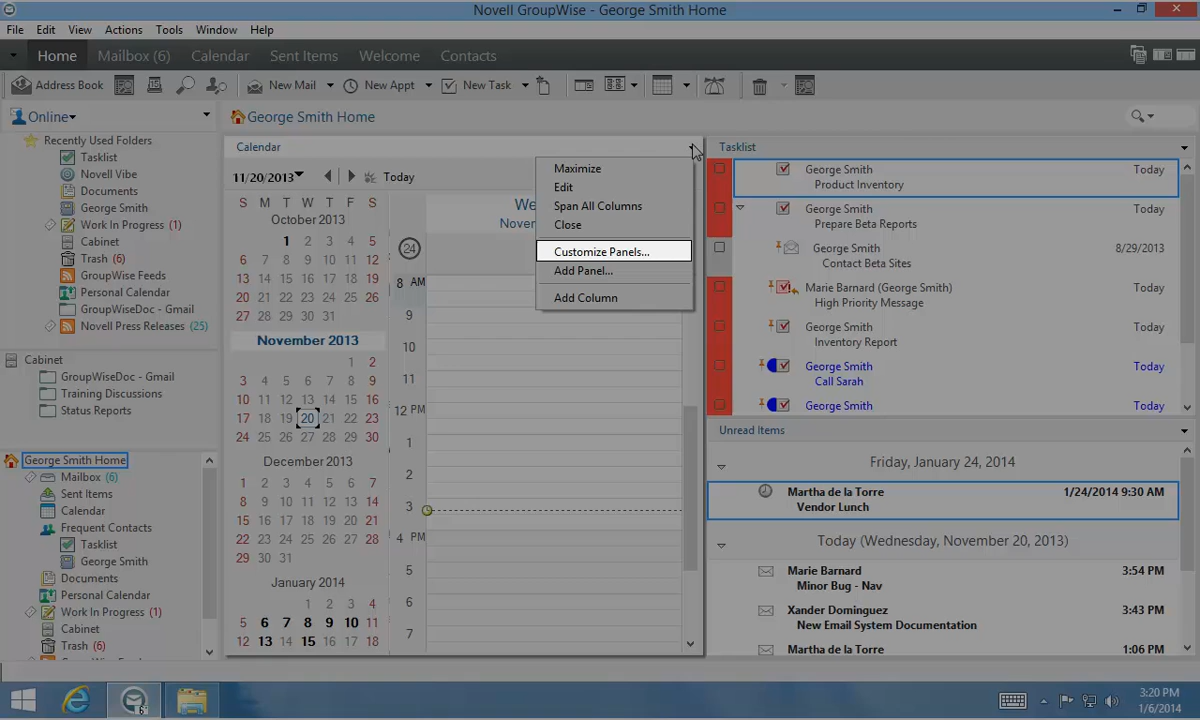 Novell GroupWise - George Smith Home
File Edit View Actions Tools Window Help
Home Mailbox (6) Calendar Sent Items Welcome Contacts
Address Book New Mail New Appt New Task
Online
George Smith Home
Recently Used Folders
Tasklist
Novell Vibe
Documents
George Smith
Work In Progress (1)
Cabinet
Trash (6)
GroupWise Feeds
Personal Calendar
GroupWiseDoc - Gmail
Novell Press Releases (25)
Cabinet
GroupWiseDoc - Gmail
Training Discussions
Status Reports
George Smith Home
Mailbox (6)
Sent Items
Calendar
Frequent Contacts
Tasklist
George Smith
Documents
Personal Calendar
Work In Progress (1)
Cabinet
Trash (6)
Calendar
11/20/2013 Today
S M T W T F S
October 2013
1 2 3 4 5
6 7 8 9 10 11 12
13 14 15 16 17 18 19
20 21 22 23 24 25 26
27 28 29 30 31
November 2013
1 2
3 4 5 6 7 8 9
10 11 12 13 14 15 16
17 18 19 20 21 22 23
24 25 26 27 28 29 30
December 2013
1 2 3 4 5 6 7
8 9 10 11 12 13 14
15 16 17 18 19 20 21
22 23 24 25 26 27 28
29 30 31
January 2014
1 2 3 4
5 6 7 8 9 10 11
12 13 14 15 16 17 18
We
Nover
24
8 AM
9
10
11
12 PM
1
2
3
4 PM
5
6
7
Maximize
Edit
Span All Columns
Close
Customize Panels...
Add Panel...
Add Column
Tasklist
George Smith Today
Product Inventory
George Smith Today
Prepare Beta Reports
George Smith 8/29/2013
Contact Beta Sites
Marie Barnard (George Smith) Today
High Priority Message
George Smith Today
Inventory Report
George Smith Today
Call Sarah
George Smith Today
Unread Items
Friday, January 24, 2014
Martha de la Torre 1/24/2014 9:30 AM
Vendor Lunch
Today (Wednesday, November 20, 2013)
Marie Barnard 3:54 PM
Minor Bug - Nav
Xander Dominguez 3:43 PM
New Email System Documentation
Martha de la Torre 1:06 PM
6
3:20 PM
1/6/2014